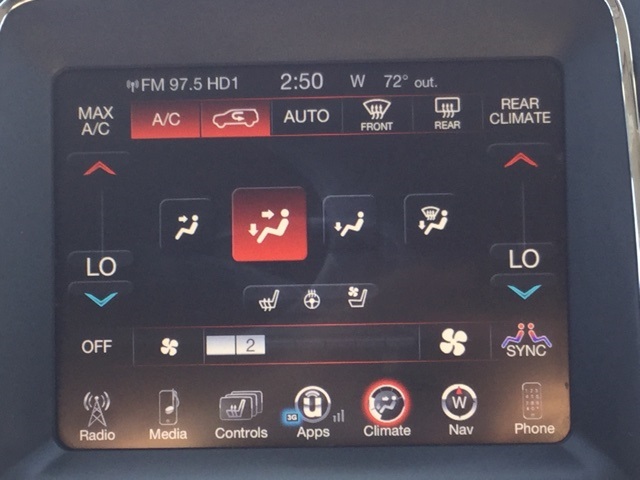 FM 97.5 HD1 2:50 W 72° out.
MAX A/C
A/C
AUTO
FRONT
REAR
REAR CLIMATE
LO
LO
OFF
2
SYNC
3G
W
Radio Media Controls Apps Climate Nav Phone